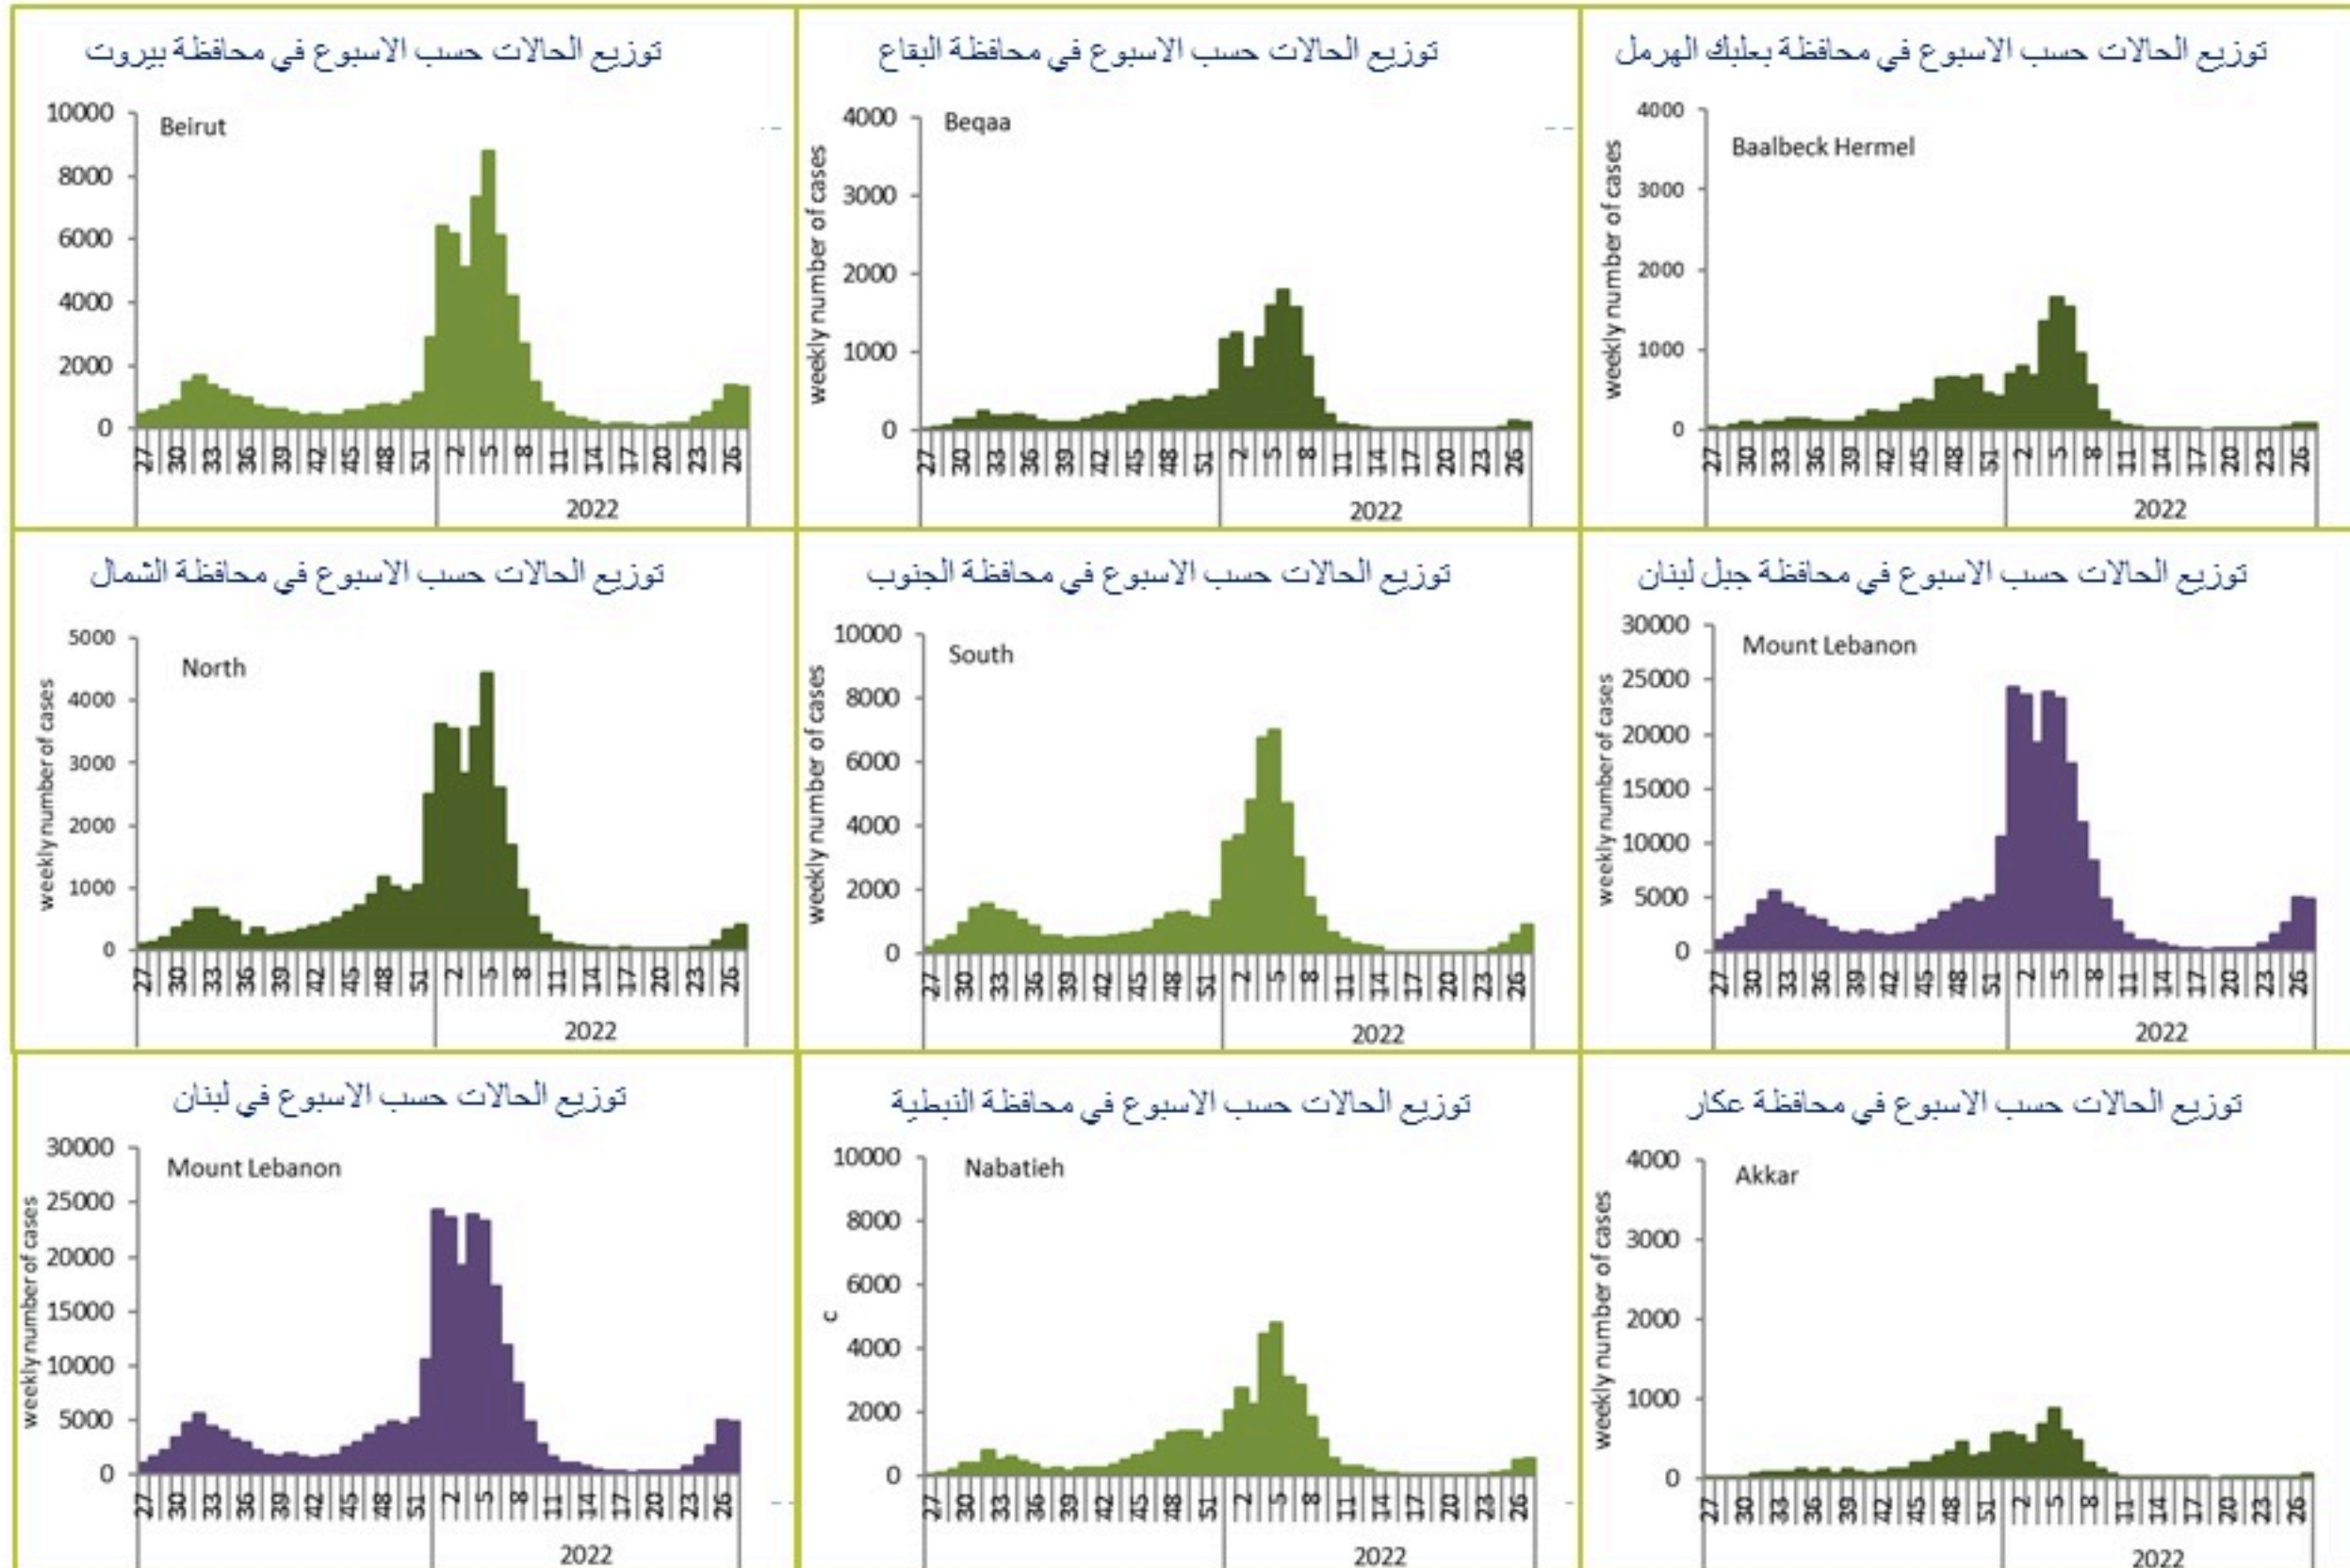 توزيع الحالات حسب الاسبوع في محافظة بيروت
Beirut
10000
8000
6000
4000
2000
0
27 30 33 36 39 42 45 48 51 2 5 8 11 14 17 20 23 26
2022
توزيع الحالات حسب الاسبوع في محافظة البقاع
Beqaa
weekly number of cases
4000
3000
2000
1000
0
27 30 33 36 39 42 45 48 51 2 5 8 11 14 17 20 23 26
2022
توزيع الحالات حسب الاسبوع في محافظة بعلبك الهرمل
Baalbeck Hermel
weekly number of cases
4000
3000
2000
1000
0
27 30 33 36 39 42 45 48 51 2 5 8 11 14 17 20 23 26
2022
توزيع الحالات حسب الاسبوع في محافظة الشمال
North
weekly number of cases
5000
4000
3000
2000
1000
0
27 30 33 36 39 42 45 48 51 2 5 8 11 14 17 20 23 26
2022
توزيع الحالات حسب الاسبوع في محافظة الجنوب
South
weekly number of cases
10000
8000
6000
4000
2000
0
27 30 33 36 39 42 45 48 51 2 5 8 11 14 17 20 23 26
2022
توزيع الحالات حسب الاسبوع في محافظة جبل لبنان
Mount Lebanon
weekly number of cases
30000
25000
20000
15000
10000
5000
0
27 30 33 36 39 42 45 48 51 2 5 8 11 14 17 20 23 26
2022
توزيع الحالات حسب الاسبوع في لبنان
Mount Lebanon
weekly number of cases
30000
25000
20000
15000
10000
5000
0
27 30 33 36 39 42 45 48 51 2 5 8 11 14 17 20 23 26
2022
توزيع الحالات حسب الاسبوع في محافظة النبطية
Nabatieh
c
10000
8000
6000
4000
2000
0
27 30 33 36 39 42 45 48 51 2 5 8 11 14 17 20 23 26
2022
توزيع الحالات حسب الاسبوع في محافظة عكار
Akkar
weekly number of cases
4000
3000
2000
1000
0
27 30 33 36 39 42 45 48 51 2 5 8 11 14 17 20 23 26
2022